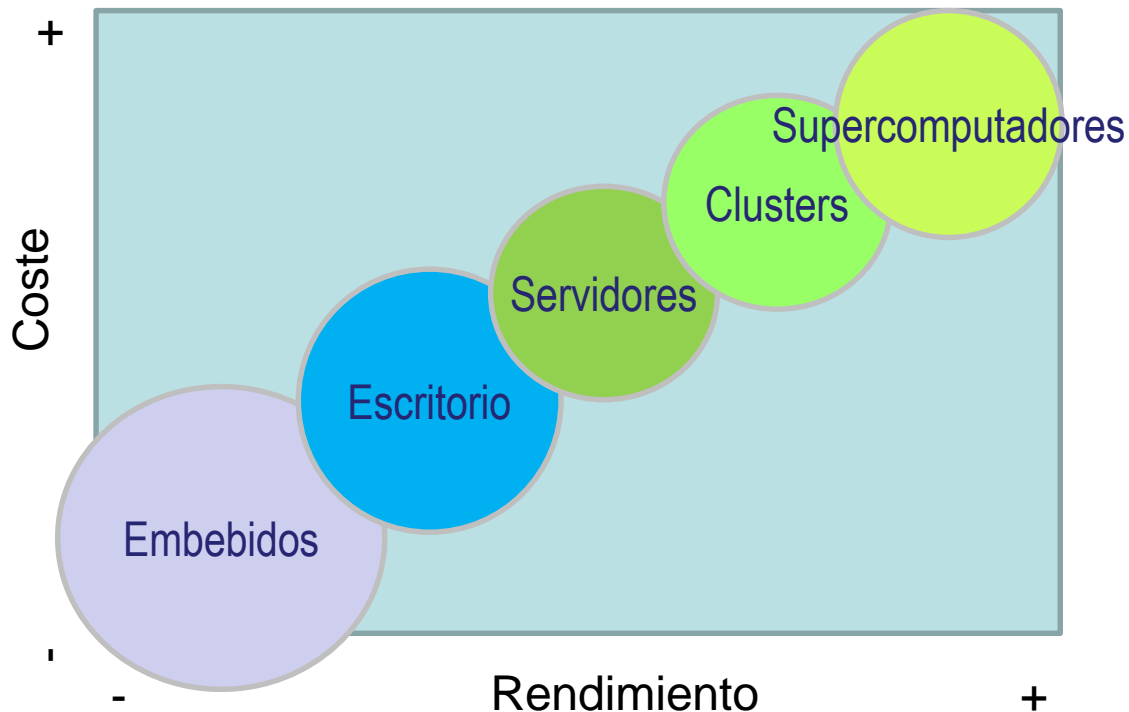 +
Supercomputadores
Clusters
Coste
Servidores
Escritorio
Embebidos
-
- Rendimiento +